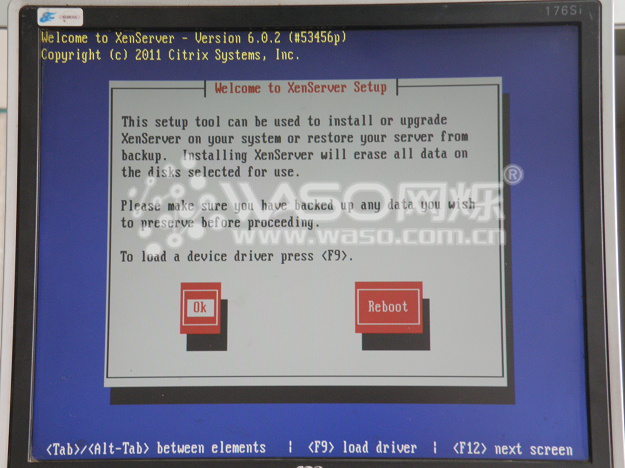 176S
Welcome to XenServer - Version 6.0.2 (#53456p)
Copyright (c) 2011 Citrix Systems, Inc.
Welcome to XenServer Setup
This setup tool can be used to install or upgrade
XenServer on your system or restore your server from
backup.  Installing XenServer will erase all data on
the disks selected for use.
Please make sure you have backed up any data you wish
to preserve before proceeding.
WASO网烁®
www.waso.com.cn
To load a device driver press <F9>.
Ok
Reboot
<Tab>/<Alt-Tab> between elements | <F9> load driver | <F12> next screen